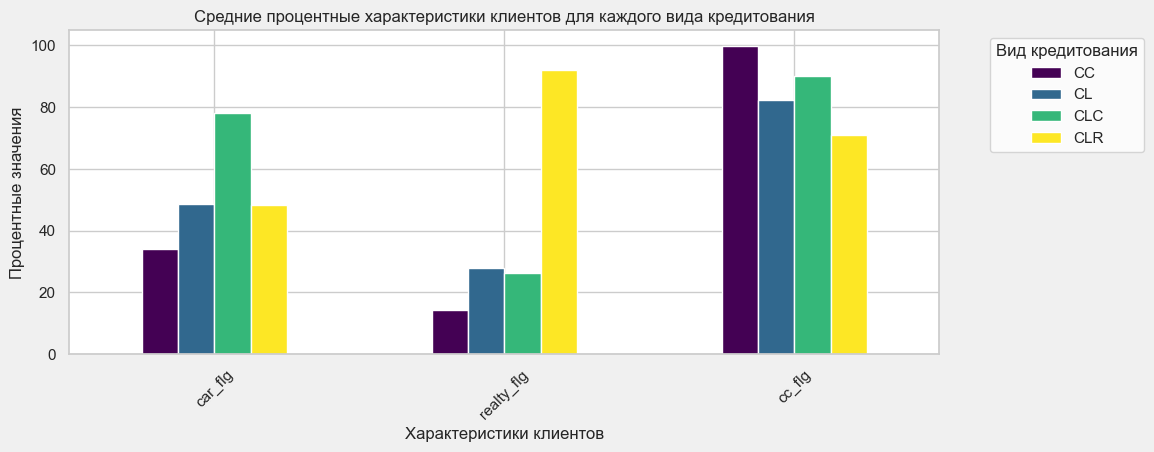 Средние процентные характеристики клиентов для каждого вида кредитования
Процентные значения
100
80
60
40
20
0
car_flg
realty_flg
cc_flg
Характеристики клиентов
Вид кредитования
CC
CL
CLC
CLR